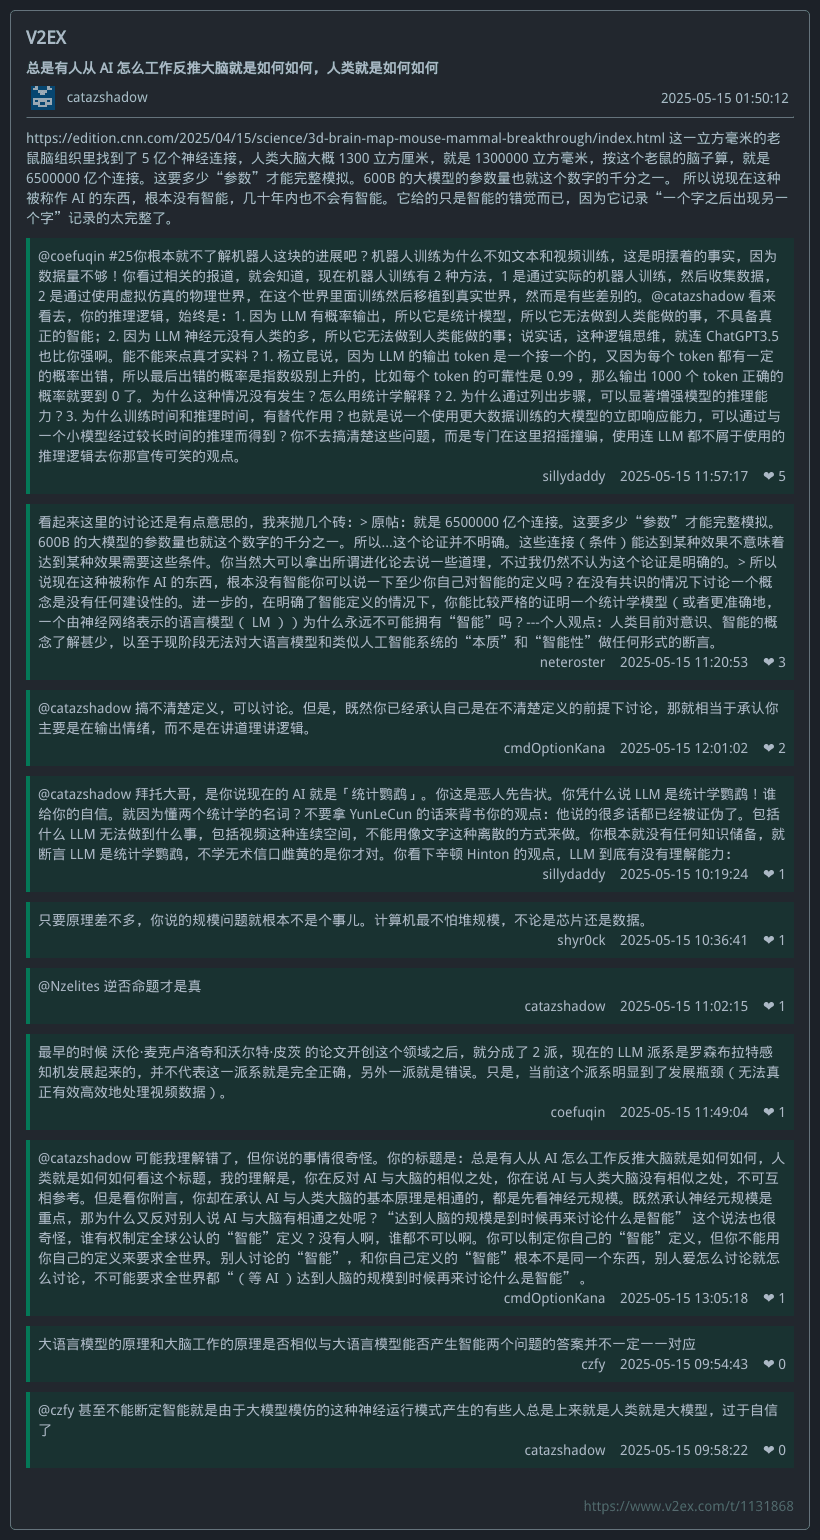 V2EX
总是有人从 AI 怎么工作反推大脑就是如何如何，人类就是如何如何
catazshadow 2025-05-15 01:50:12
https://edition.cnn.com/2025/04/15/science/3d-brain-map-mouse-mammal-breakthrough/index.html 这一立方毫米的老
鼠脑组织里找到了 5 亿个神经连接，人类大脑大概 1300 立方厘米，就是 1300000 立方毫米，按这个老鼠的脑子算，就是
6500000 亿个连接。这要多少“参数”才能完整模拟。600B 的大模型的参数量也就这个数字的千分之一。 所以说现在这种
被称作 AI 的东西，根本没有智能，几十年内也不会有智能。它给的只是智能的错觉而已，因为它记录“一个字之后出现另一
个字”记录的太完整了。
@coefuqin #25你根本就不了解机器人这块的进展吧？机器人训练为什么不如文本和视频训练，这是明摆着的事实，因为
数据量不够！你看过相关的报道，就会知道，现在机器人训练有 2 种方法，1 是通过实际的机器人训练，然后收集数据，
2 是通过使用虚拟仿真的物理世界，在这个世界里面训练然后移植到真实世界，然而是有些差别的。@catazshadow 看来
看去，你的推理逻辑，始终是：1. 因为 LLM 有概率输出，所以它是统计模型，所以它无法做到人类能做的事，不具备真
正的智能；2. 因为 LLM 神经元没有人类的多，所以它无法做到人类能做的事；说实话，这种逻辑思维，就连 ChatGPT3.5
也比你强啊。能不能来点真才实料？1. 杨立昆说，因为 LLM 的输出 token 是一个接一个的，又因为每个 token 都有一定
的概率出错，所以最后出错的概率是指数级别上升的，比如每个 token 的可靠性是 0.99 ，那么输出 1000 个 token 正确的
概率就要到 0 了。为什么这种情况没有发生？怎么用统计学解释？2. 为什么通过列出步骤，可以显著增强模型的推理能
力？3. 为什么训练时间和推理时间，有替代作用？也就是说一个使用更大数据训练的大模型的立即响应能力，可以通过与
一个小模型经过较长时间的推理而得到？你不去搞清楚这些问题，而是专门在这里招摇撞骗，使用连 LLM 都不屑于使用的
推理逻辑去你那宣传可笑的观点。
sillydaddy 2025-05-15 11:57:17 ❤ 5
看起来这里的讨论还是有点意思的，我来抛几个砖：> 原帖：就是 6500000 亿个连接。这要多少“参数”才能完整模拟。
600B 的大模型的参数量也就这个数字的千分之一。所以...这个论证并不明确。这些连接（条件）能达到某种效果不意味着
达到某种效果需要这些条件。你当然大可以拿出所谓进化论去说一些道理，不过我仍然不认为这个论证是明确的。> 所
以说现在这种被称作 AI 的东西，根本没有智能你可以说一下至少你自己对智能的定义吗？在没有共识的情况下讨论一个概
念是没有任何建设性的。进一步的，在明确了智能定义的情况下，你能比较严格的证明一个统计学模型（或者更准确地，
一个由神经网络表示的语言模型（ LM ））为什么永远不可能拥有“智能”吗？---个人观点：人类目前对意识、智能的概
念了解甚少，以至于现阶段无法对大语言模型和类似人工智能系统的“本质”和“智能性”做任何形式的断言。
neteroster 2025-05-15 11:20:53 ❤ 3
@catazshadow 搞不清楚定义，可以讨论。但是，既然你已经承认自己是在不清楚定义的前提下讨论，那就相当于承认你
主要是在输出情绪，而不是在讲道理讲逻辑。
cmdOptionKana 2025-05-15 12:01:02 ❤ 2
@catazshadow 拜托大哥，是你说现在的 AI 就是「统计鹦鹉」。你这是恶人先告状。你凭什么说 LLM 是统计学鹦鹉！谁
给你的自信。就因为懂两个统计学的名词？不要拿 YunLeCun 的话来背书你的观点：他说的很多话都已经被证伪了。包括
什么 LLM 无法做到什么事，包括视频这种连续空间，不能用像文字这种离散的方式来做。你根本就没有任何知识储备，就
断言 LLM 是统计学鹦鹉，不学无术信口雌黄的是你才对。你看下辛顿 Hinton 的观点，LLM 到底有没有理解能力：
sillydaddy 2025-05-15 10:19:24 ❤ 1
只要原理差不多，你说的规模问题就根本不是个事儿。计算机最不怕堆规模，不论是芯片还是数据。
shyr0ck 2025-05-15 10:36:41 ❤ 1
@Nzelites 逆否命题才是真
catazshadow 2025-05-15 11:02:15 ❤ 1
最早的时候 沃伦·麦克卢洛奇和沃尔特·皮茨 的论文开创这个领域之后，就分成了 2 派，现在的 LLM 派系是罗森布拉特感
知机发展起来的，并不代表这一派系就是完全正确，另外一派就是错误。只是，当前这个派系明显到了发展瓶颈（无法真
正有效高效地处理视频数据）。
coefuqin 2025-05-15 11:49:04 ❤ 1
@catazshadow 可能我理解错了，但你说的事情很奇怪。你的标题是：总是有人从 AI 怎么工作反推大脑就是如何如何，人
类就是如何如何看这个标题，我的理解是，你在反对 AI 与大脑的相似之处，你在说 AI 与人类大脑没有相似之处，不可互
相参考。但是看你附言，你却在承认 AI 与人类大脑的基本原理是相通的，都是先看神经元规模。既然承认神经元规模是
重点，那为什么又反对别人说 AI 与大脑有相通之处呢？“达到人脑的规模是到时候再来讨论什么是智能” 这个说法也很
奇怪，谁有权制定全球公认的“智能”定义？没有人啊，谁都不可以啊。你可以制定你自己的“智能”定义，但你不能用
你自己的定义来要求全世界。别人讨论的“智能”，和你自己定义的“智能”根本不是同一个东西，别人爱怎么讨论就怎
么讨论，不可能要求全世界都“（等 AI ）达到人脑的规模到时候再来讨论什么是智能” 。
cmdOptionKana 2025-05-15 13:05:18 ❤ 1
大语言模型的原理和大脑工作的原理是否相似与大语言模型能否产生智能两个问题的答案并不一定一一对应
czfy 2025-05-15 09:54:43 ❤ 0
@czfy 甚至不能断定智能就是由于大模型模仿的这种神经运行模式产生的有些人总是上来就是人类就是大模型，过于自信
了
catazshadow 2025-05-15 09:58:22 ❤ 0
https://www.v2ex.com/t/1131868